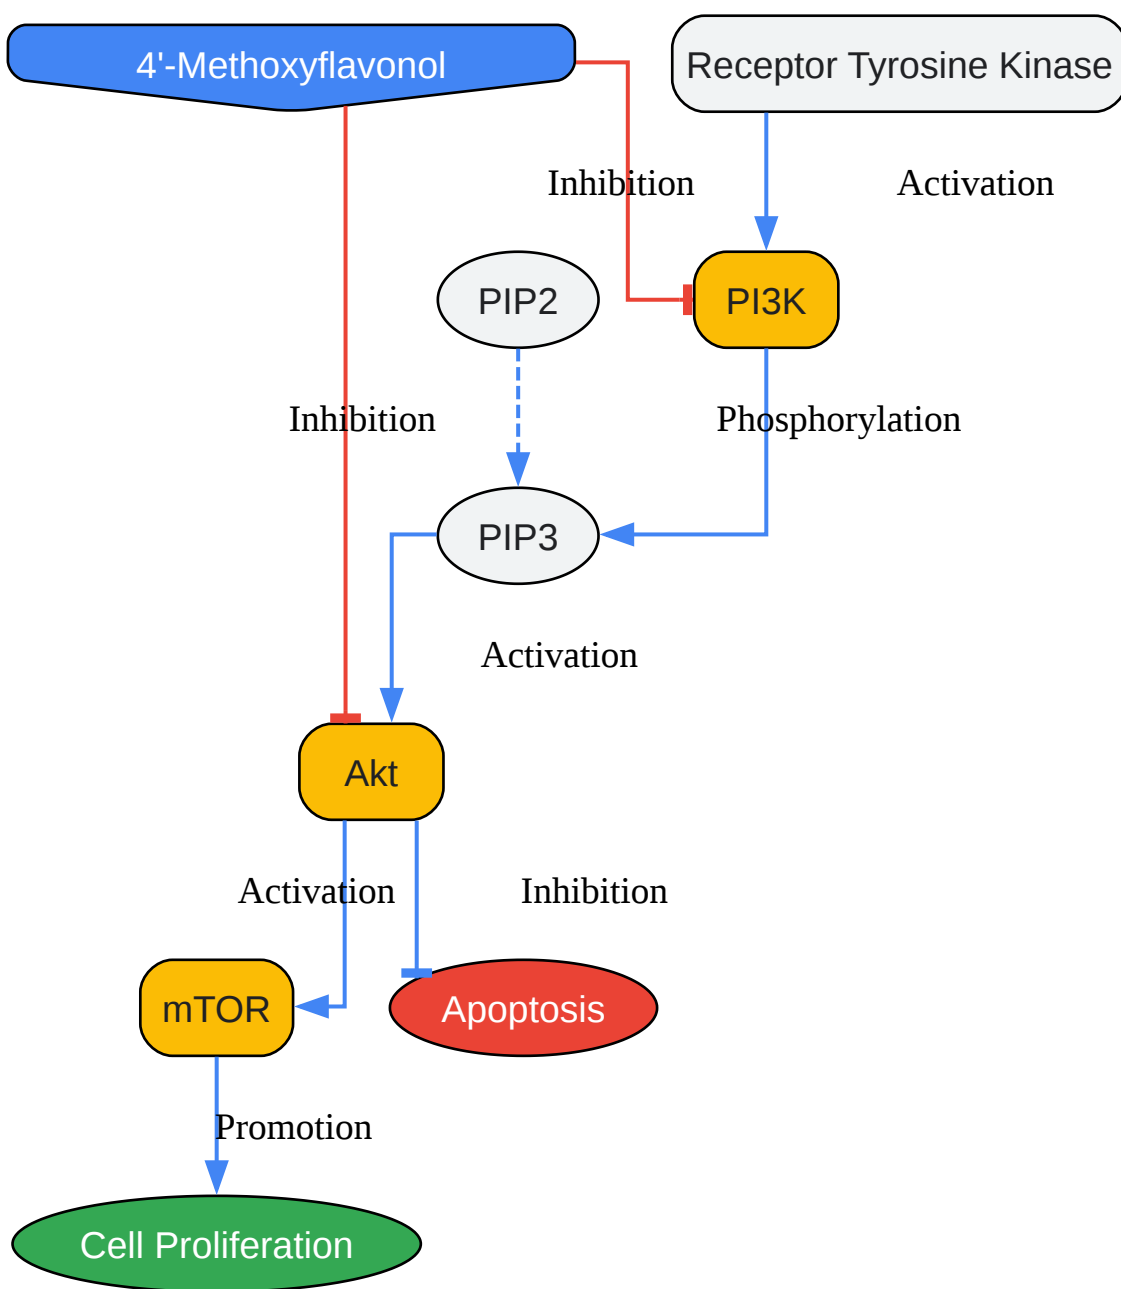 4'-Methoxyflavonol
Receptor Tyrosine Kinase
Inhibition
Activation
PIP2
PI3K
Inhibition
Phosphorylation
PIP3
Activation
Akt
Activation
Inhibition
mTOR
Apoptosis
Promotion
Cell Proliferation